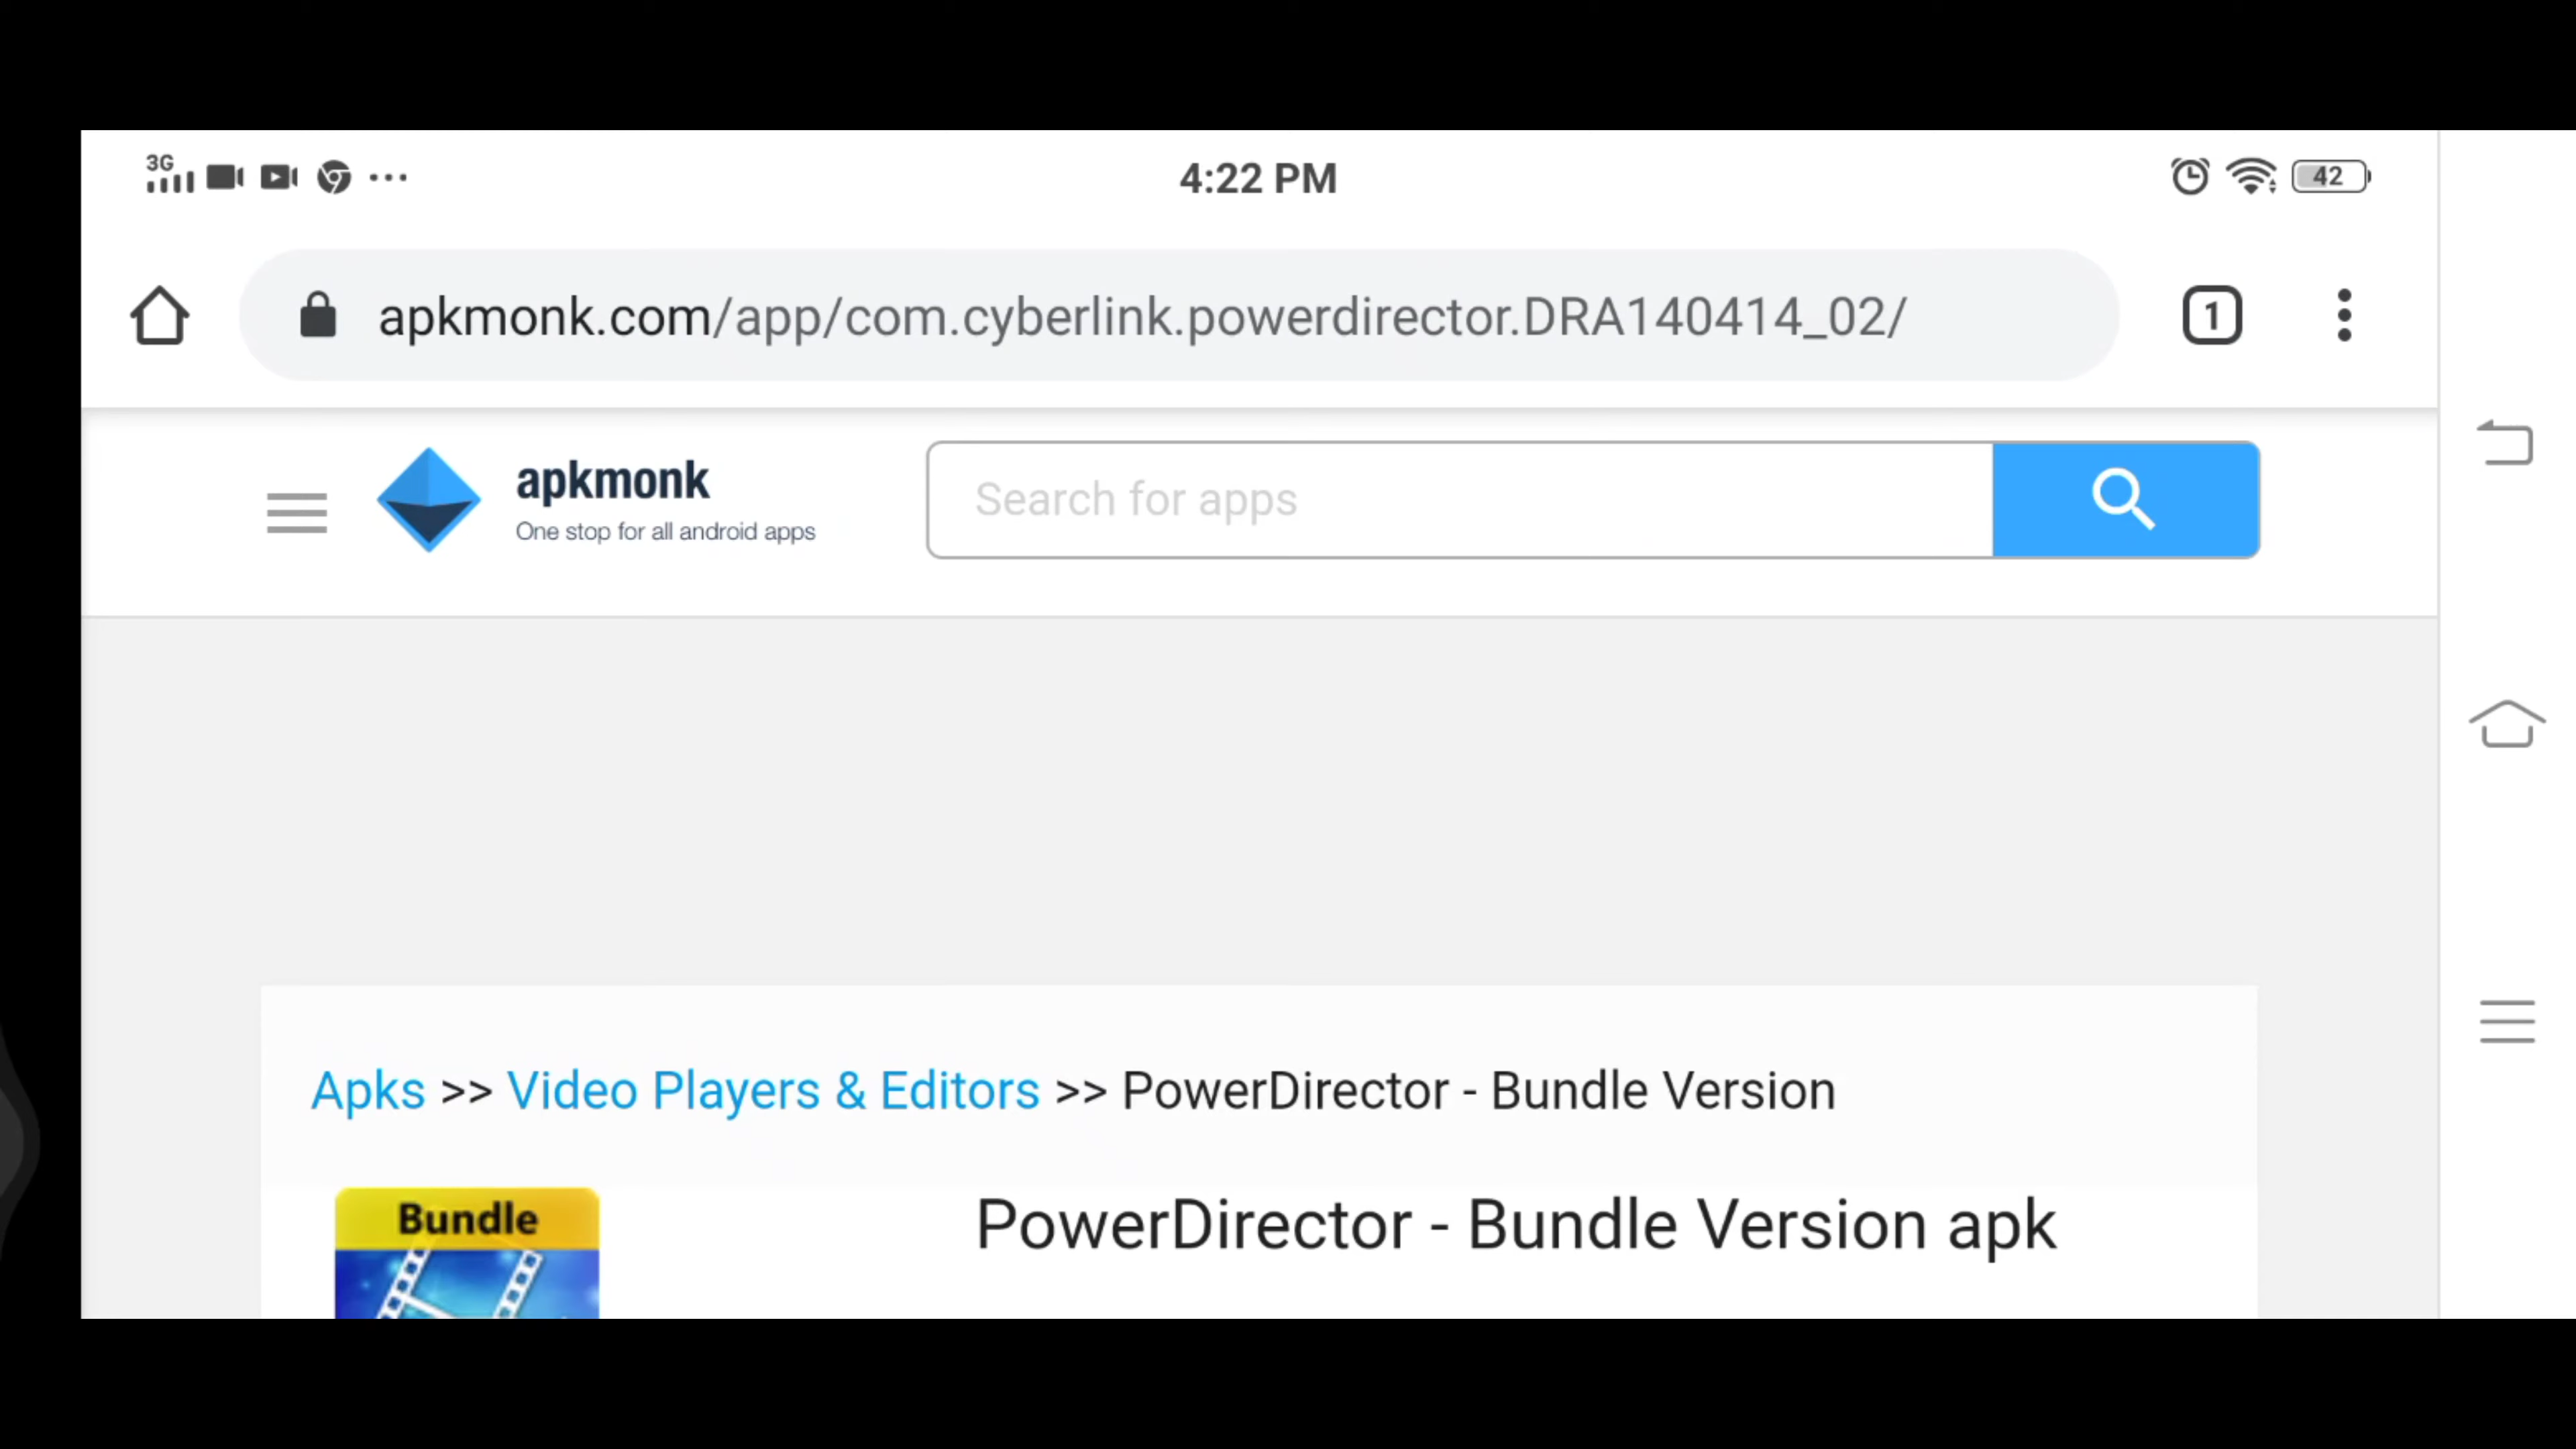 3G
4:22 PM
42
apkmonk.com/app/com.cyberlink.powerdirector.DRA140414_02/
1
apkmonk
One stop for all android apps
Search for apps
Apks >> Video Players & Editors >> PowerDirector - Bundle Version
Bundle
PowerDirector - Bundle Version apk